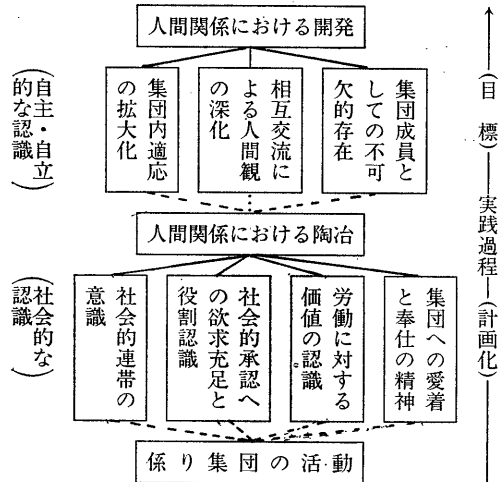 人間関係における開発
集団成員と
しての不可
欠的存在
相互交流に
よる人間観
の深化
集団内適応
の拡大化
(自主・自立
的な認識)
人間関係における陶冶
集団への愛着
と奉仕の精神
労働に対する
価値の認識
社会的承認へ
の欲求充足と
役割認識
社会的連帯の
意識
(社会的な
認識)
係り集団の活動
(目標)
実践過程
(計画化)